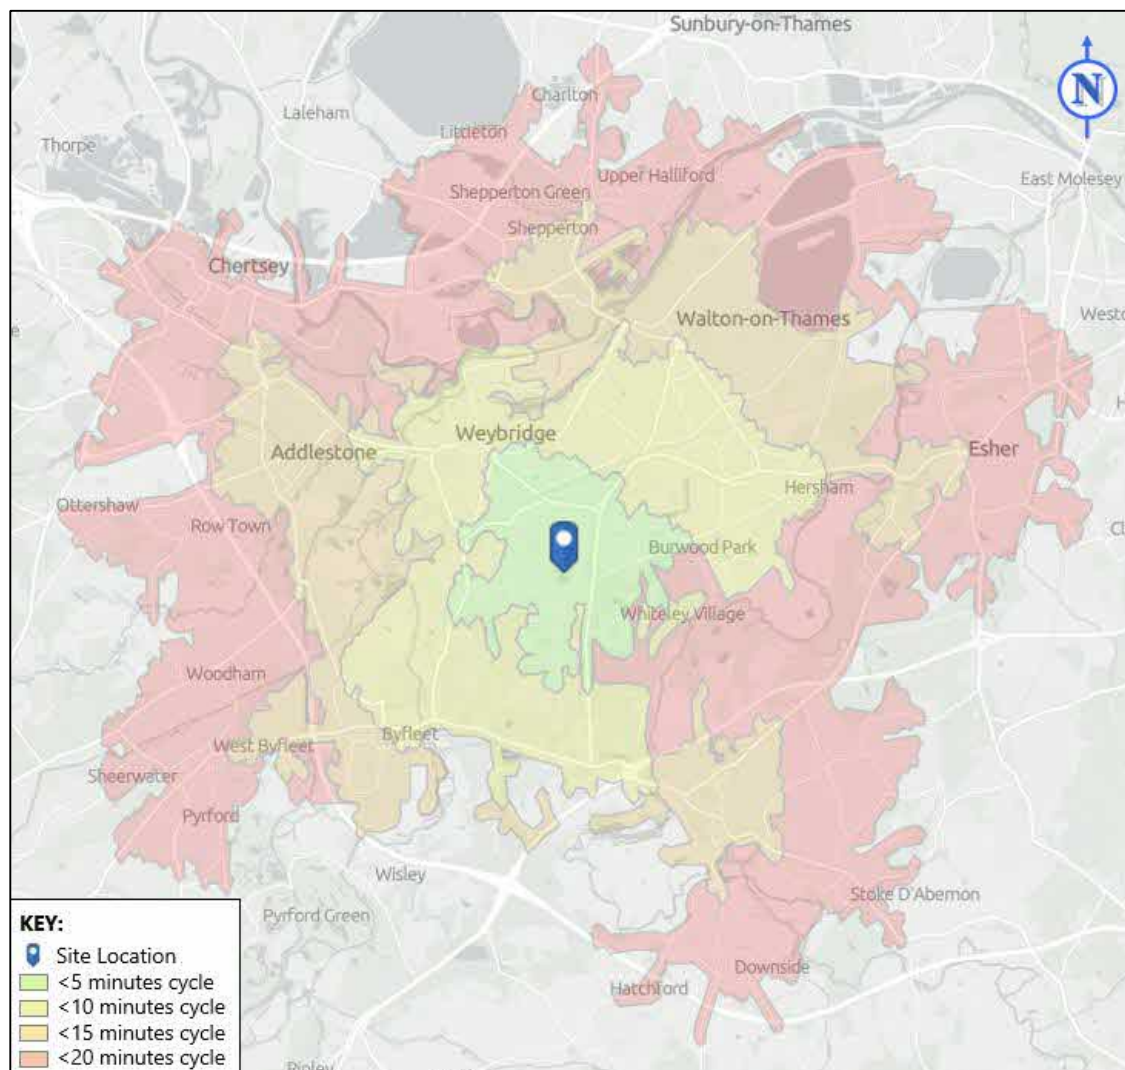 Sunbury-on-Thames
Charlton
Laleham
Littleton
Thorpe
N
East Molesey
Upper Halliford
Shepperton Green
Shepperton
Chertsey
Walton-on-Thames
Weybridge
Addlestone
Esher
Hersham
Ottershaw
Row Town
Burwood Park
Whiteley Village
Woodham
Byfleet
West Byfleet
Sheerwater
Pyrford
Wisley
Stoke D'Abernon
Pyrford Green
Downside
Hatchford
KEY:
Site Location
<5 minutes cycle
<10 minutes cycle
<15 minutes cycle
<20 minutes cycle